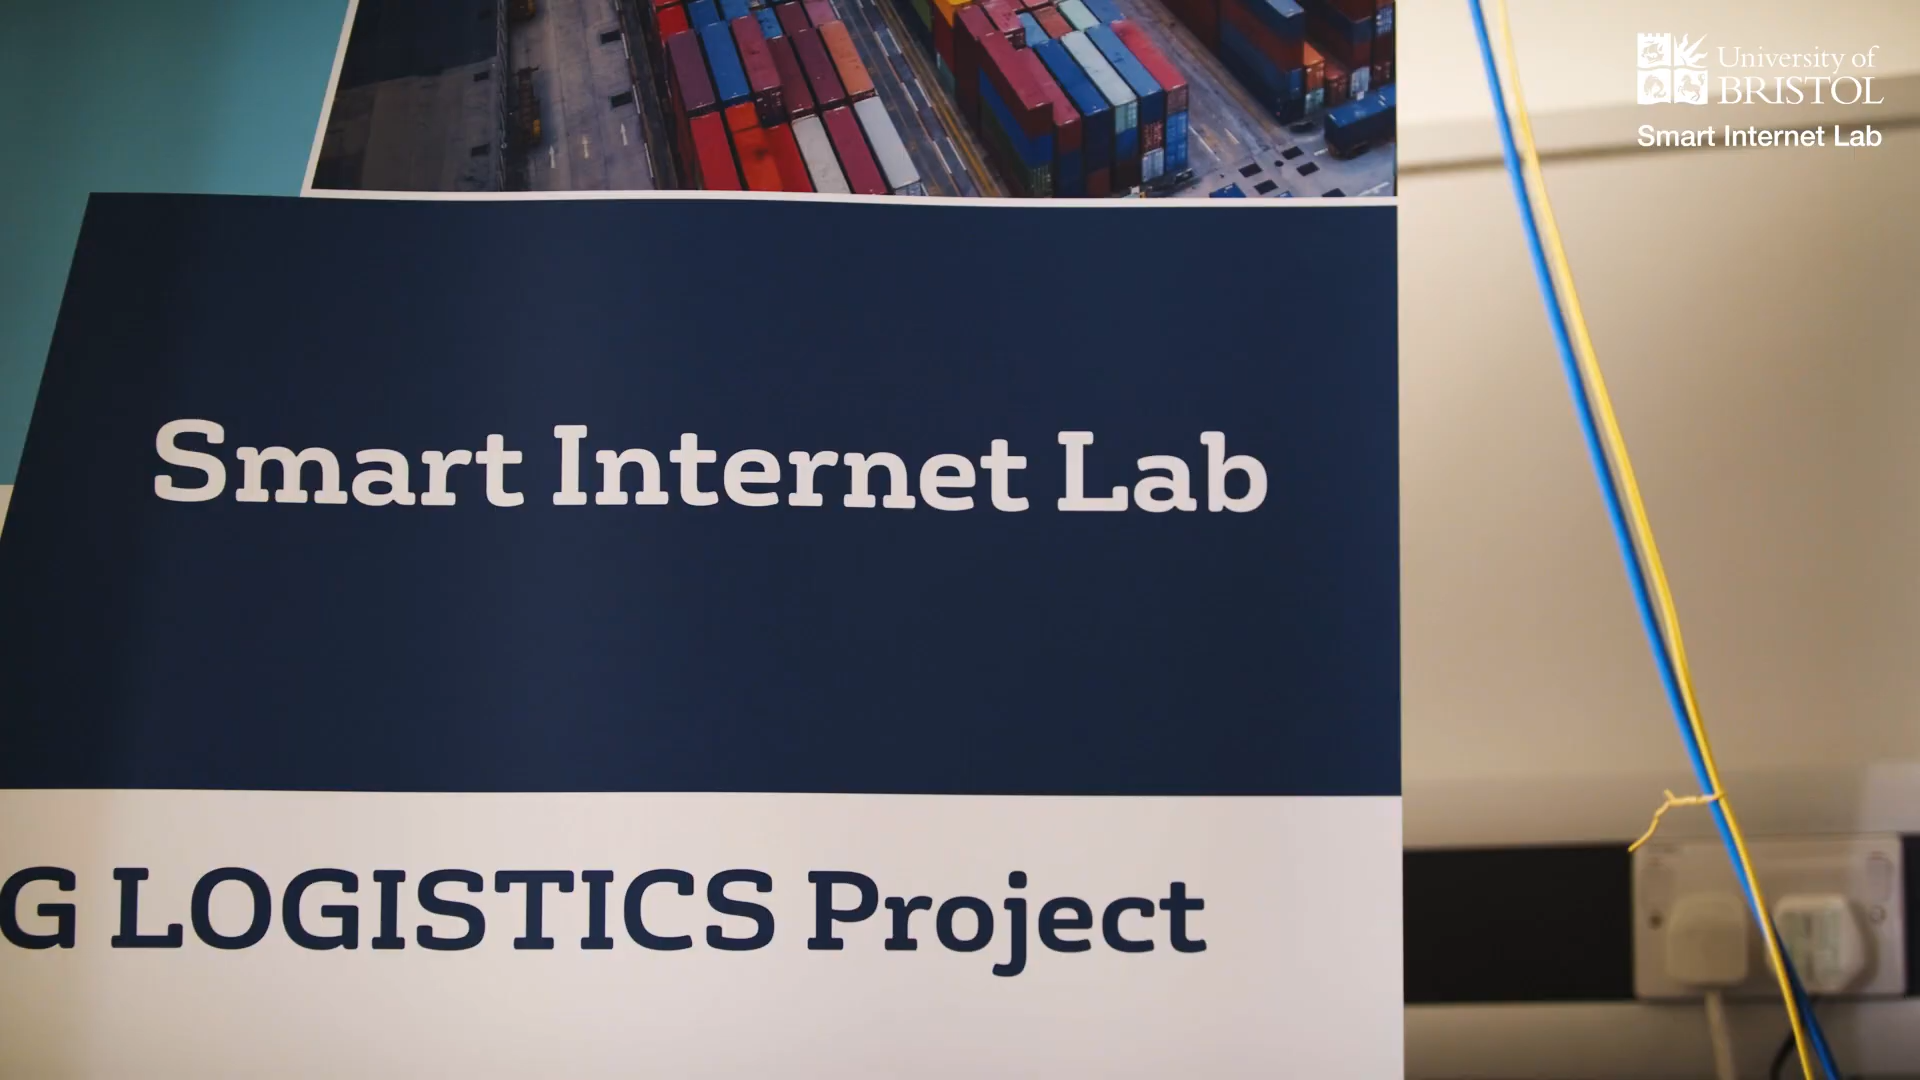 University of
BRISTOL
Smart Internet Lab
Smart Internet Lab
G LOGISTICS Project